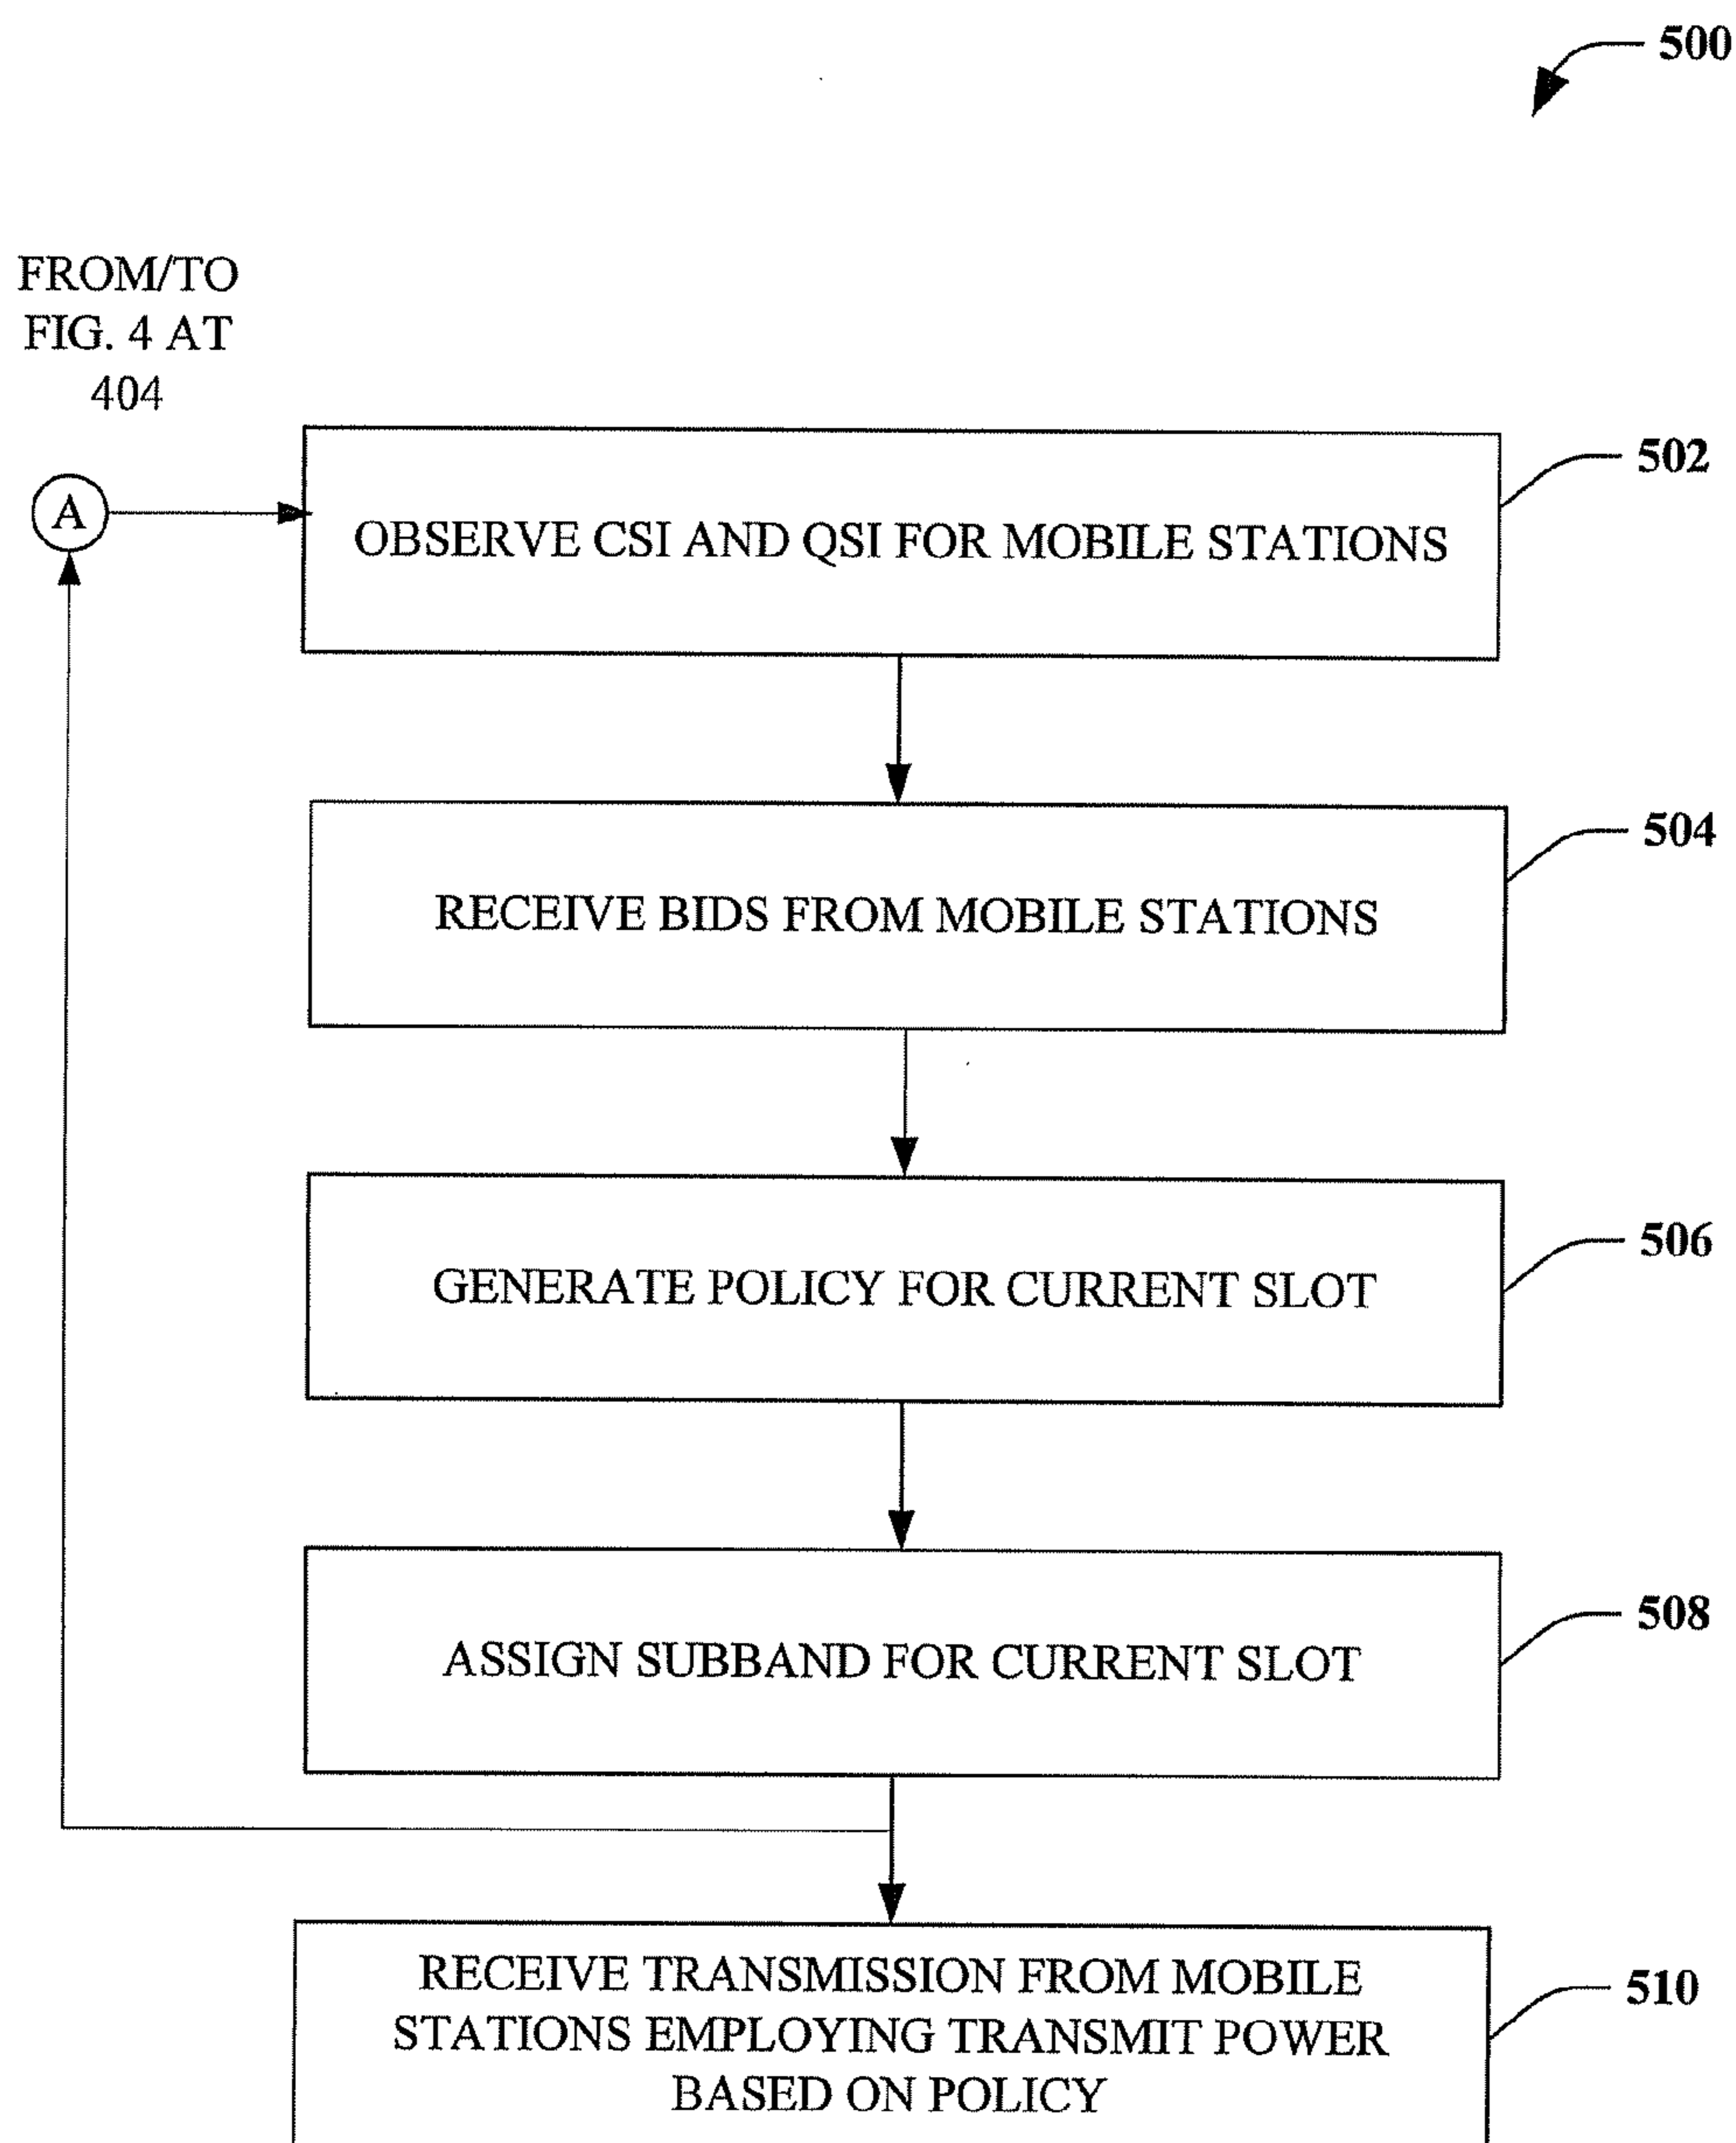 500
FROM/TO
FIG. 4 AT
404
A
502
OBSERVE CSI AND QSI FOR MOBILE STATIONS
504
RECEIVE BIDS FROM MOBILE STATIONS
506
GENERATE POLICY FOR CURRENT SLOT
508
ASSIGN SUBBAND FOR CURRENT SLOT
510
RECEIVE TRANSMISSION FROM MOBILE
STATIONS EMPLOYING TRANSMIT POWER
BASED ON POLICY